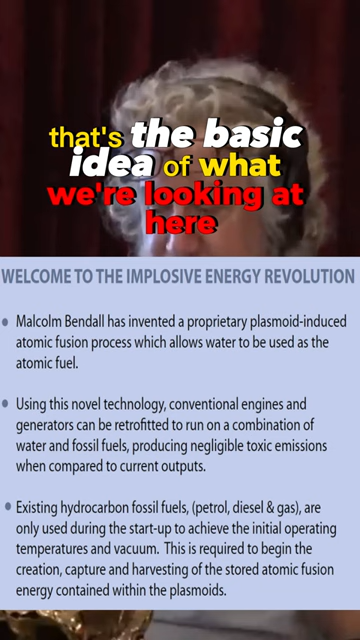 that's the basic
idea of what
we're looking at
here
WELCOME TO THE IMPLOSIVE ENERGY REVOLUTION
• Malcolm Bendall has invented a proprietary plasmoid-induced
atomic fusion process which allows water to be used as the
atomic fuel.
• Using this novel technology, conventional engines and
generators can be retrofitted to run on a combination of
water and fossil fuels, producing negligible toxic emissions
when compared to current outputs.
• Existing hydrocarbon fossil fuels, (petrol, diesel & gas), are
only used during the start-up to achieve the initial operating
temperatures and vacuum. This is required to begin the
creation, capture and harvesting of the stored atomic fusion
energy contained within the plasmoids.